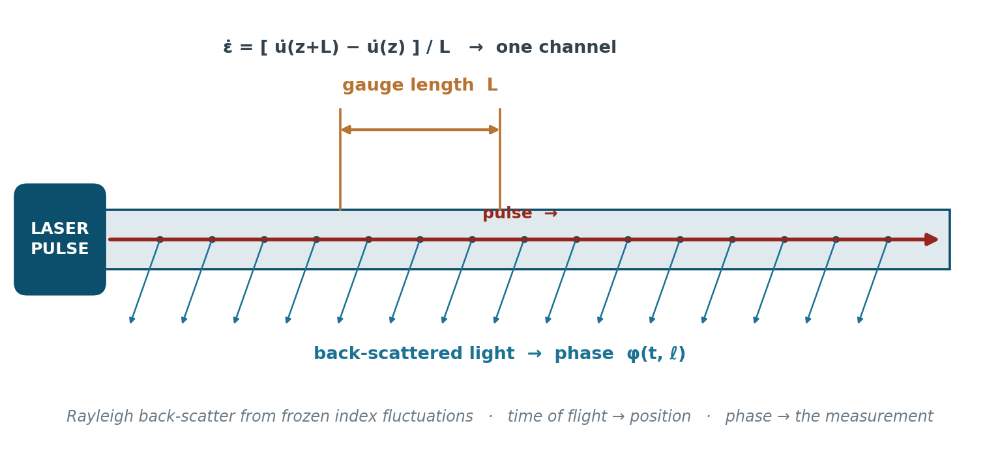 ε̇ = [ u̇(z+L) − u̇(z) ] / L → one channel
gauge length L
pulse →
LASER
PULSE
back-scattered light → phase φ(t, ℓ)
Rayleigh back-scatter from frozen index fluctuations · time of flight → position · phase → the measurement